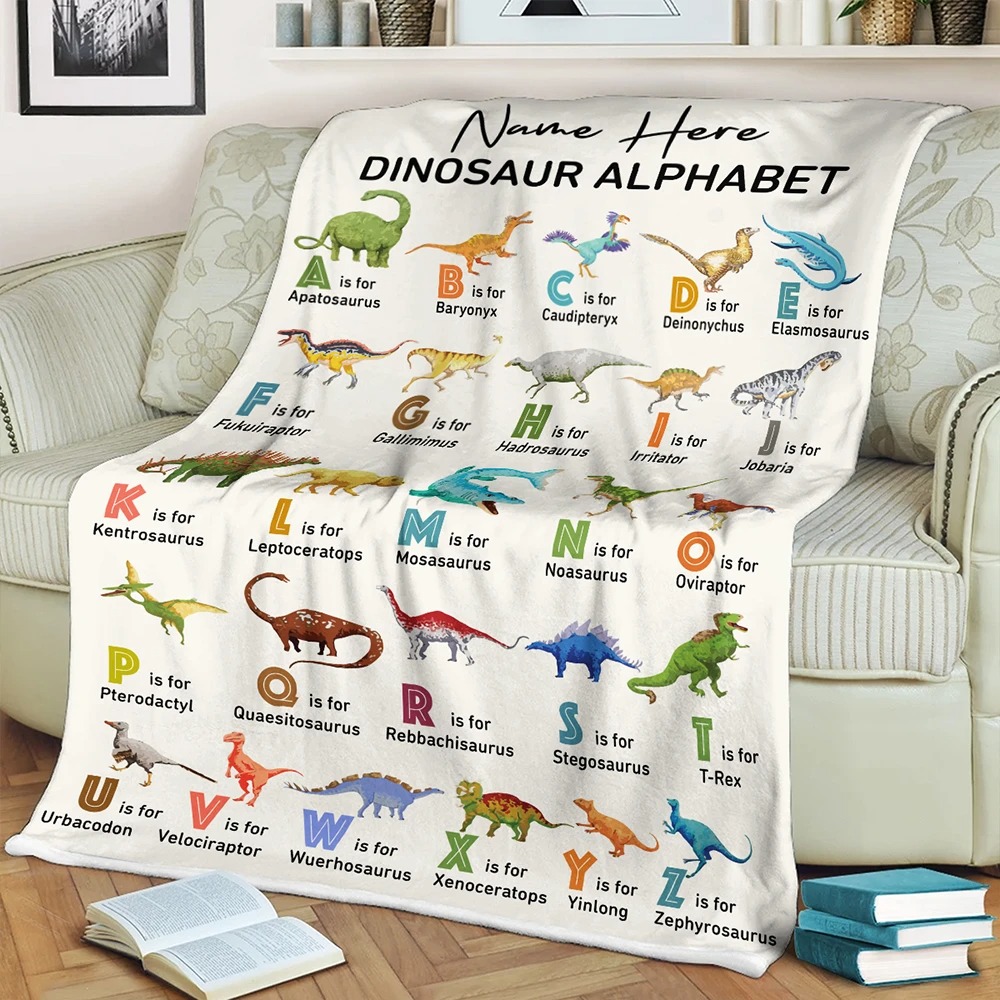 Name Here
DINOSAUR ALPHABET
A is for
Apatosaurus
B is for
Baryonyx
C is for
Caudipteryx
D is for
Deinonychus
E is for
Elasmosaurus
F is for
Fukuiraptor
G is for
Gallimimus
H is for
Hadrosaurus
I is for
Irritator
J is for
Jobaria
K is for
Kentrosaurus
L is for
Leptoceratops
M is for
Mosasaurus
N is for
Noasaurus
O is for
Oviraptor
P is for
Pterodactyl
Q is for
Quaesitosaurus
R is for
Rebbachisaurus
S is for
Stegosaurus
T is for
T-Rex
U is for
Urbacodon
V is for
Velociraptor
W is for
Wuerhosaurus
X is for
Xenoceratops
Y is for
Yinlong
Z is for
Zephyrosaurus